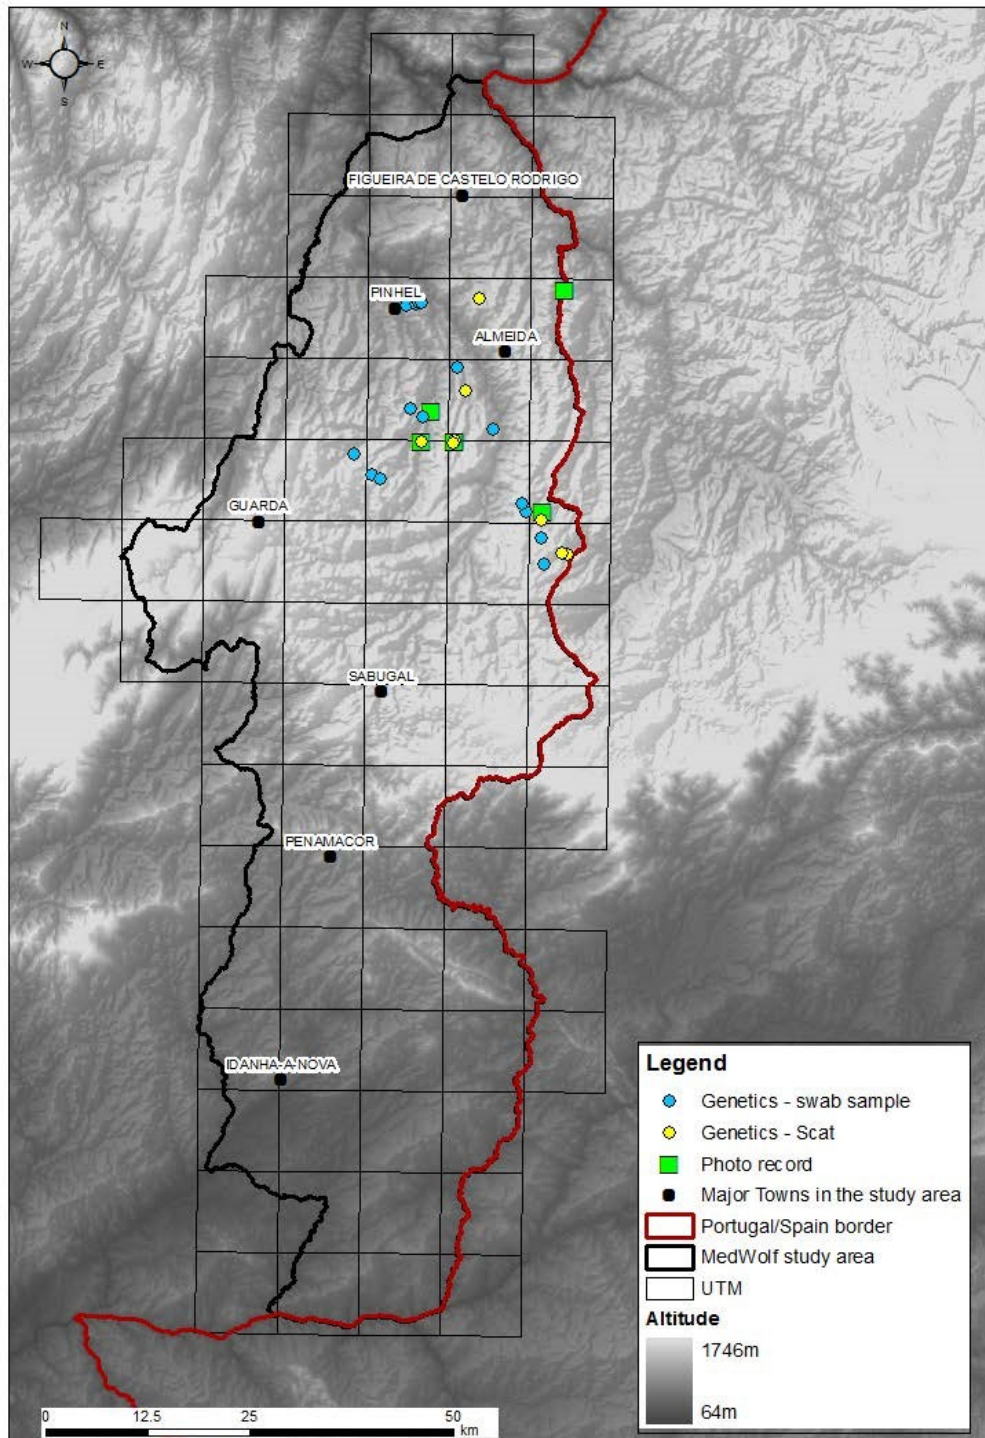 N
W E
S
FIGUEIRA DE CASTELO RODRIGO
PINHEL
ALMEIDA
GUARDA
SABUGAL
PENAMACOR
IDANHA-A-NOVA
Legend
Genetics - swab sample
Genetics - Scat
Photo record
Major Towns in the study area
Portugal/Spain border
MedWolf study area
UTM
Altitude
1746m
64m
0 12.5 25 50
km